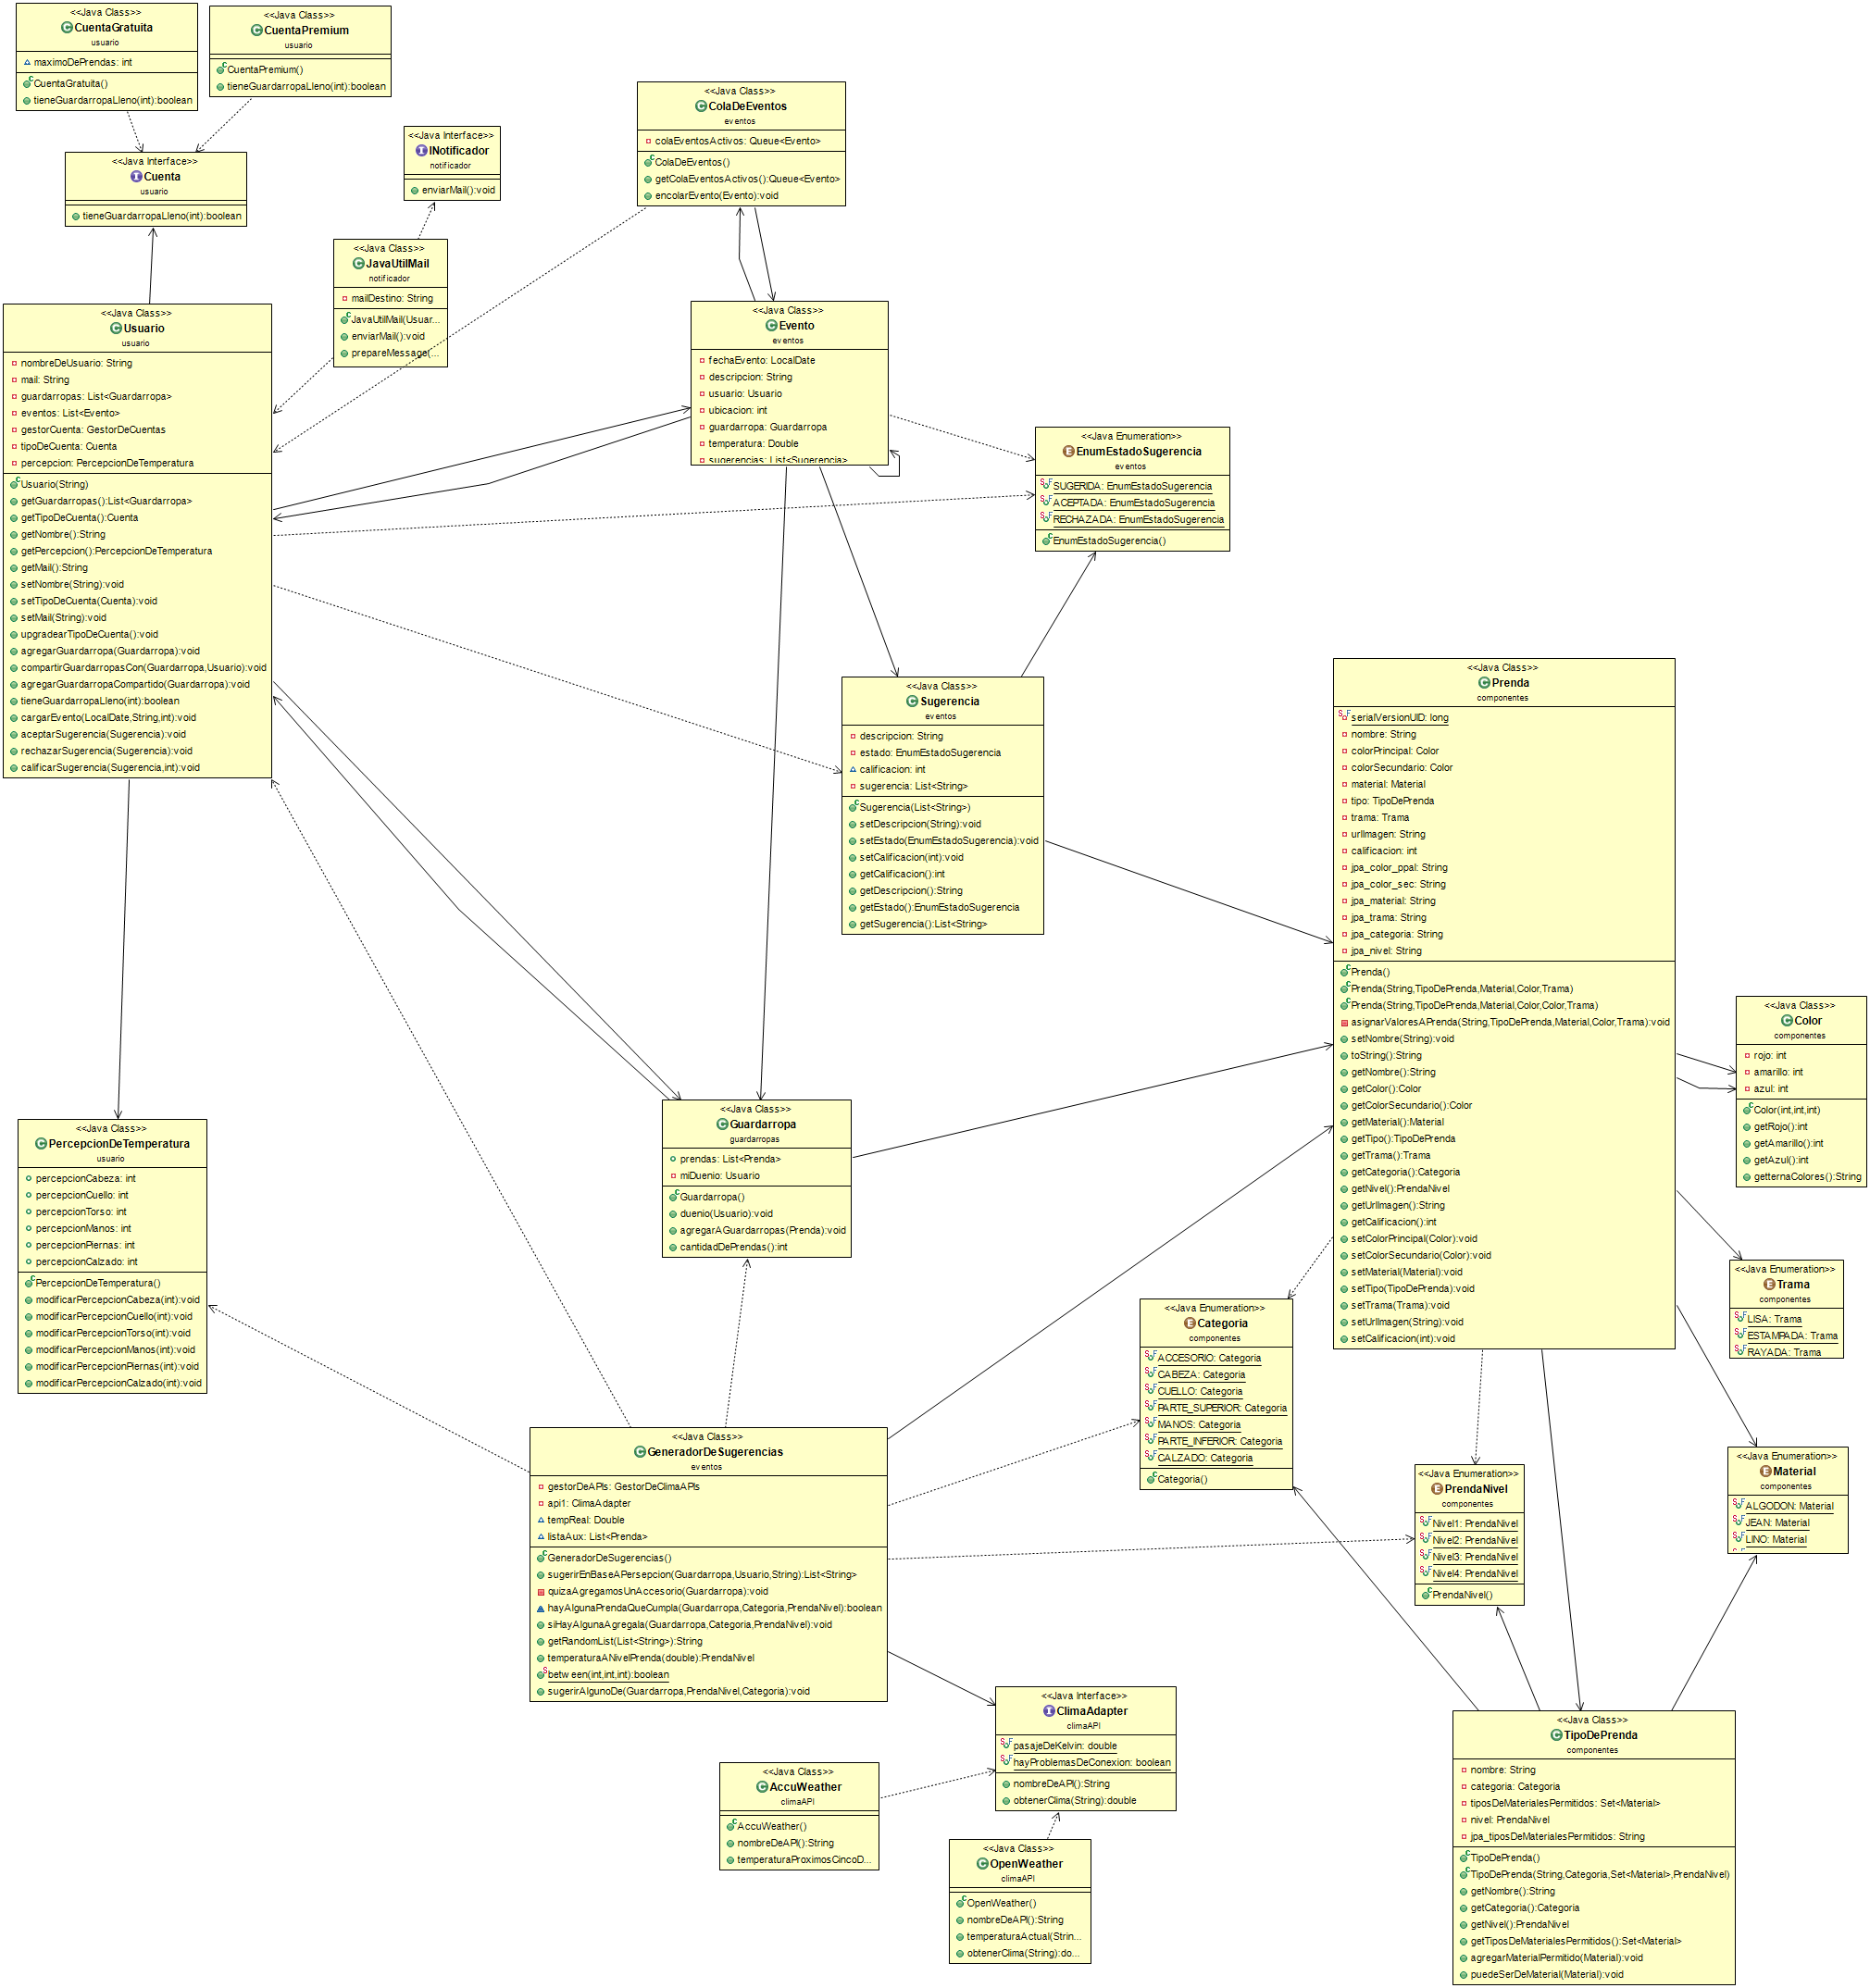 <<Java Class>>
CuentaGratuita
usuario
maximoDePrendas: int
CuentaGratuita()
tieneGuardarropaLleno(int):boolean
<<Java Class>>
CuentaPremium
usuario
CuentaPremium()
tieneGuardarropaLleno(int):boolean
<<Java Interface>>
Cuenta
usuario
tieneGuardarropaLleno(int):boolean
<<Java Interface>>
INotificador
notificador
enviarMail():void
<<Java Class>>
JavaUtilMail
notificador
mailDestino: String
JavaUtilMail(Usuar...
enviarMail():void
prepareMessage(...
<<Java Class>>
ColaDeEventos
eventos
colaEventosActivos: Queue<Evento>
ColaDeEventos()
getColaEventosActivos():Queue<Evento>
encolarEvento(Evento):void
<<Java Class>>
Usuario
usuario
nombreDeUsuario: String
mail: String
guardarropas: List<Guardarropa>
eventos: List<Evento>
gestorCuenta: GestorDeCuentas
tipoDeCuenta: Cuenta
percepcion: PercepcionDeTemperatura
Usuario(String)
getGuardarropas():List<Guardarropa>
getTipoDeCuenta():Cuenta
getNombre():String
getPercepcion():PercepcionDeTemperatura
getMail():String
setNombre(String):void
setTipoDeCuenta(Cuenta):void
setMail(String):void
upgradearTipoDeCuenta():void
agregarGuardarropa(Guardarropa):void
compartirGuardarropasCon(Guardarropa,Usuario):void
agregarGuardarropaCompartido(Guardarropa):void
tieneGuardarropaLleno(int):boolean
cargarEvento(LocalDate,String,int):void
aceptarSugerencia(Sugerencia):void
rechazarSugerencia(Sugerencia):void
calificarSugerencia(Sugerencia,int):void
<<Java Class>>
Evento
eventos
fechaEvento: LocalDate
descripcion: String
usuario: Usuario
ubicacion: int
guardarropa: Guardarropa
temperatura: Double
sugerencias: List<Sugerencia>
<<Java Enumeration>>
EnumEstadoSugerencia
eventos
SUGERIDA: EnumEstadoSugerencia
ACEPTADA: EnumEstadoSugerencia
RECHAZADA: EnumEstadoSugerencia
EnumEstadoSugerencia()
<<Java Class>>
Sugerencia
eventos
descripcion: String
estado: EnumEstadoSugerencia
calificacion: int
sugerencia: List<String>
Sugerencia(List<String>)
setDescripcion(String):void
setEstado(EnumEstadoSugerencia):void
setCalificacion(int):void
getCalificacion():int
getDescripcion():String
getEstado():EnumEstadoSugerencia
getSugerencia():List<String>
<<Java Class>>
Prenda
componentes
serialVersionUID: long
nombre: String
colorPrincipal: Color
colorSecundario: Color
material: Material
tipo: TipoDePrenda
trama: Trama
urlImagen: String
calificacion: int
jpa_color_ppal: String
jpa_color_sec: String
jpa_material: String
jpa_trama: String
jpa_categoria: String
jpa_nivel: String
Prenda()
Prenda(String,TipoDePrenda,Material,Color,Trama)
Prenda(String,TipoDePrenda,Material,Color,Color,Trama)
asignarValoresAPrenda(String,TipoDePrenda,Material,Color,Trama):void
setNombre(String):void
toString():String
getNombre():String
getColor():Color
getColorSecundario():Color
getMaterial():Material
getTipo():TipoDePrenda
getTrama():Trama
getCategoria():Categoria
getNivel():PrendaNivel
getUrlImagen():String
getCalificacion():int
setColorPrincipal(Color):void
setColorSecundario(Color):void
setMaterial(Material):void
setTipo(TipoDePrenda):void
setTrama(Trama):void
setUrlImagen(String):void
setCalificacion(int):void
<<Java Class>>
Color
componentes
rojo: int
amarillo: int
azul: int
Color(int,int,int)
getRojo():int
getAmarillo():int
getAzul():int
getternaColores():String
<<Java Class>>
PercepcionDeTemperatura
usuario
percepcionCabeza: int
percepcionCuello: int
percepcionTorso: int
percepcionManos: int
percepcionPiernas: int
percepcionCalzado: int
PercepcionDeTemperatura()
modificarPercepcionCabeza(int):void
modificarPercepcionCuello(int):void
modificarPercepcionTorso(int):void
modificarPercepcionManos(int):void
modificarPercepcionPiernas(int):void
modificarPercepcionCalzado(int):void
<<Java Class>>
Guardarropa
guardarropas
prendas: List<Prenda>
miDuenio: Usuario
Guardarropa()
duenio(Usuario):void
agregarAGuardarropas(Prenda):void
cantidadDePrendas():int
<<Java Enumeration>>
Trama
componentes
LISA: Trama
ESTAMPADA: Trama
RAYADA: Trama
<<Java Enumeration>>
Categoria
componentes
ACCESORIO: Categoria
CABEZA: Categoria
CUELLO: Categoria
PARTE_SUPERIOR: Categoria
MANOS: Categoria
PARTE_INFERIOR: Categoria
CALZADO: Categoria
Categoria()
<<Java Class>>
GeneradorDeSugerencias
eventos
gestorDeAPIs: GestorDeClimaAPIs
api1: ClimaAdapter
tempReal: Double
listaAux: List<Prenda>
GeneradorDeSugerencias()
sugerirEnBaseAPersepcion(Guardarropa,Usuario,String):List<String>
quizaAgregamosUnAccesorio(Guardarropa):void
hayAlgunaPrendaQueCumpla(Guardarropa,Categoria,PrendaNivel):boolean
siHayAlgunaAgregala(Guardarropa,Categoria,PrendaNivel):void
getRandomList(List<String>):String
temperaturaANivelPrenda(double):PrendaNivel
between(int,int,int):boolean
sugerirAlgunoDe(Guardarropa,PrendaNivel,Categoria):void
<<Java Enumeration>>
PrendaNivel
componentes
Nivel1: PrendaNivel
Nivel2: PrendaNivel
Nivel3: PrendaNivel
Nivel4: PrendaNivel
PrendaNivel()
<<Java Enumeration>>
Material
componentes
ALGODON: Material
JEAN: Material
LINO: Material
<<Java Interface>>
ClimaAdapter
climaAPI
pasajeDeKelvin: double
hayProblemasDeConexion: boolean
nombreDeAPI():String
obtenerClima(String):double
<<Java Class>>
AccuWeather
climaAPI
AccuWeather()
nombreDeAPI():String
temperaturaProximosCincoD...
<<Java Class>>
OpenWeather
climaAPI
OpenWeather()
nombreDeAPI():String
temperaturaActual(Strin...
obtenerClima(String):do...
<<Java Class>>
TipoDePrenda
componentes
nombre: String
categoria: Categoria
tiposDeMaterialesPermitidos: Set<Material>
nivel: PrendaNivel
jpa_tiposDeMaterialesPermitidos: String
TipoDePrenda()
TipoDePrenda(String,Categoria,Set<Material>,PrendaNivel)
getNombre():String
getCategoria():Categoria
getNivel():PrendaNivel
getTiposDeMaterialesPermitidos():Set<Material>
agregarMaterialPermitido(Material):void
puedeSerDeMaterial(Material):void